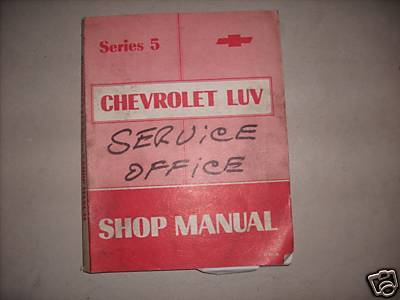 Series 5
CHEVROLET LUV
SERViCE
OFFiCE
SHOP MANUAL